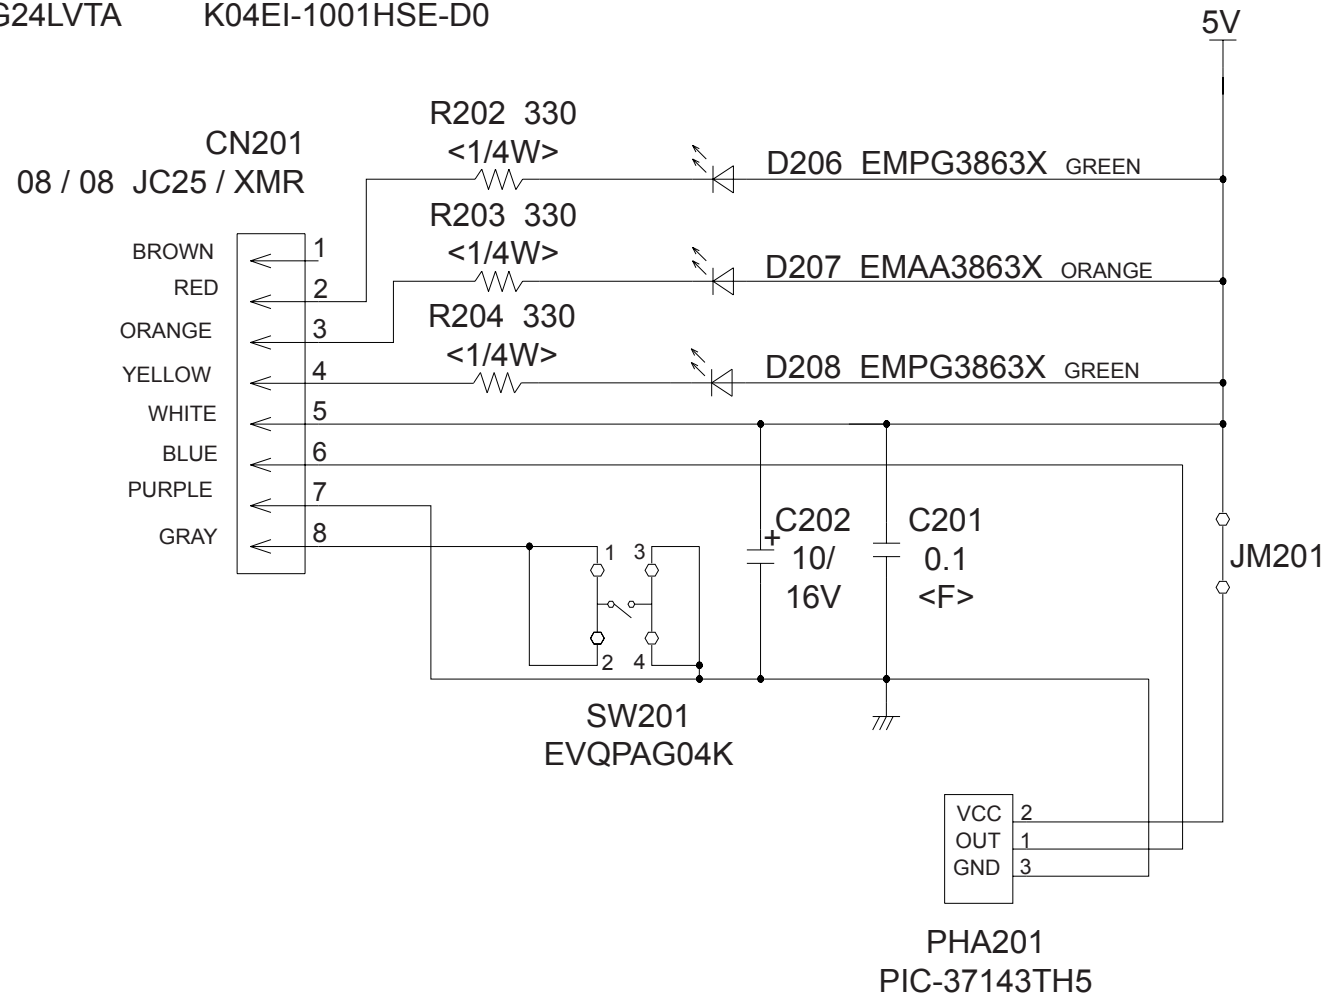 G24LVTA K04EI-1001HSE-D0
5V
CN201
08 / 08 JC25 / XMR
R202 330
<1/4W>
D206 EMPG3863X GREEN
R203 330
<1/4W>
D207 EMAA3863X ORANGE
R204 330
<1/4W>
D208 EMPG3863X GREEN
BROWN 1
RED 2
ORANGE 3
YELLOW 4
WHITE 5
BLUE 6
PURPLE 7
GRAY 8
1 3
2 4
SW201
EVQPAG04K
+
C202
10/
16V
C201
0.1
<F>
JM201
VCC 2
OUT 1
GND 3
PHA201
PIC-37143TH5